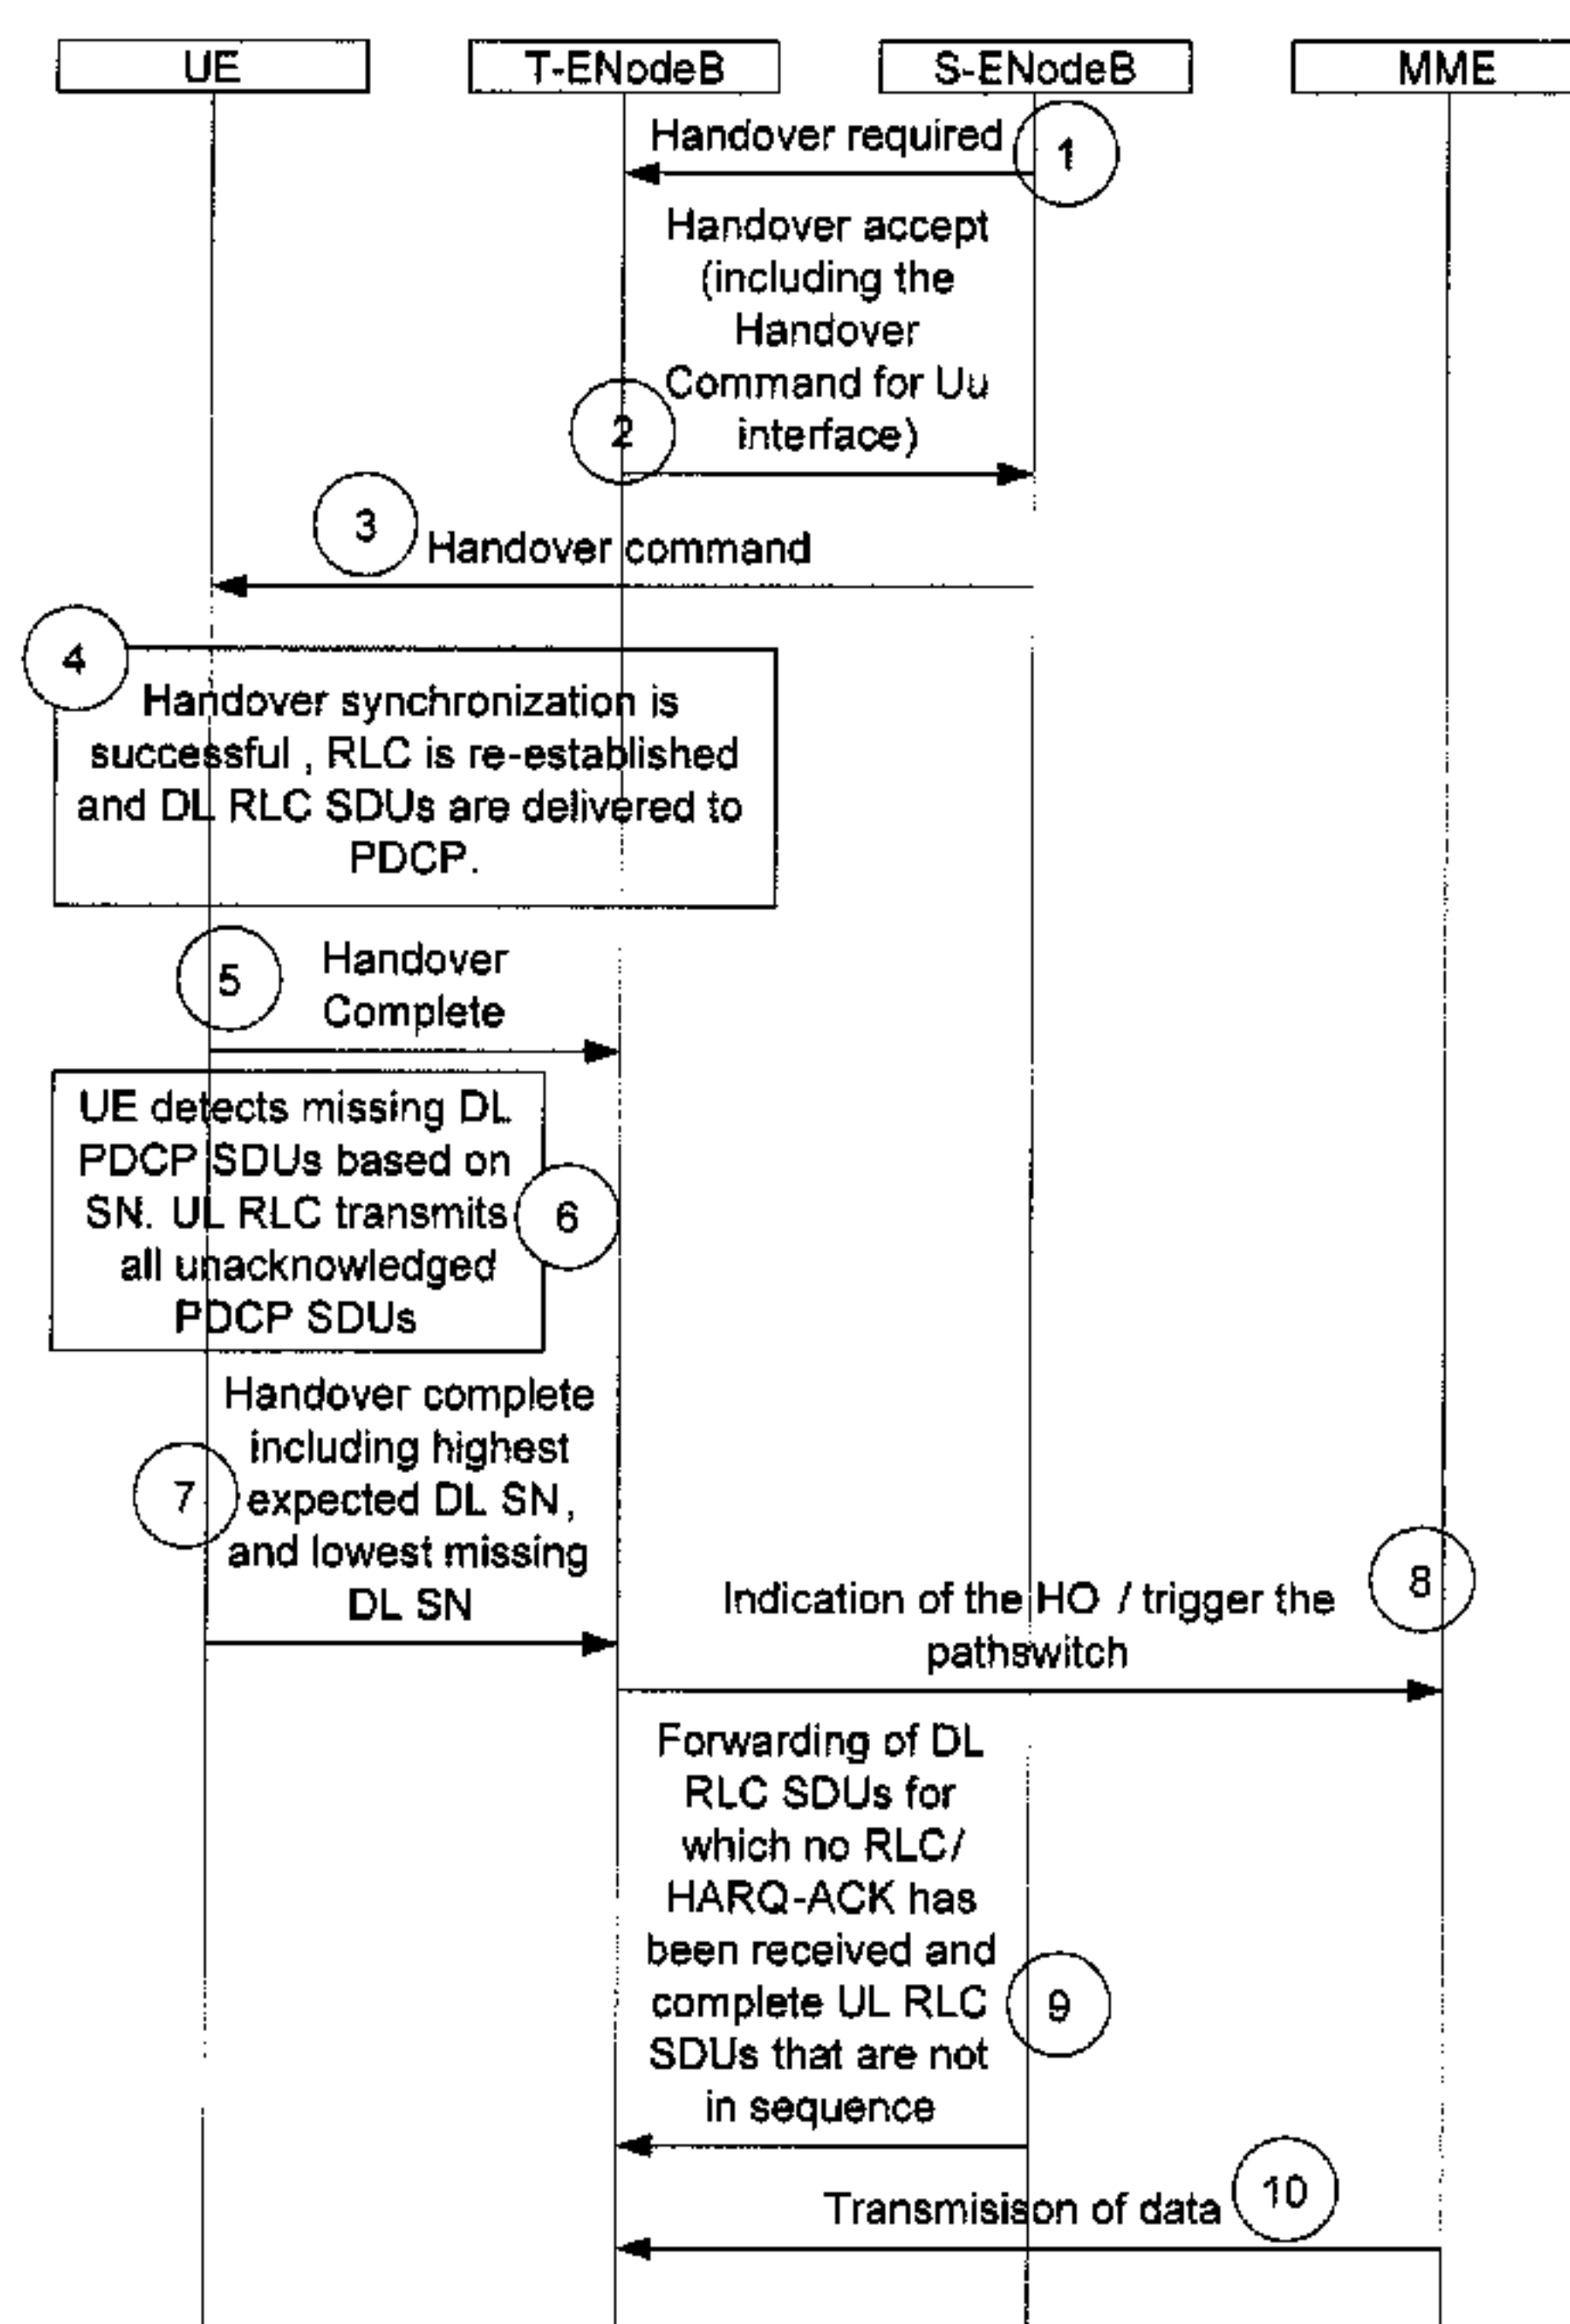 UE
T-ENodeB
S-ENodeB
MME
Handover required
1
Handover accept
(including the
Handover
Command for Uu
interface)
2
3
Handover command
4
Handover synchronization is
successful , RLC is re-established
and DL RLC SDUs are delivered to
PDCP.
5
Handover
Complete
UE detects missing DL
PDCP SDUs based on
SN. UL RLC transmits
all unacknowledged
PDCP SDUs
6
Handover complete
including highest
expected DL SN,
and lowest missing
DL SN
7
8
Indication of the HO / trigger the
pathswitch
Forwarding of DL
RLC SDUs for
which no RLC/
HARQ-ACK has
been received and
complete UL RLC
SDUs that are not
in sequence
9
Transmisison of data
10